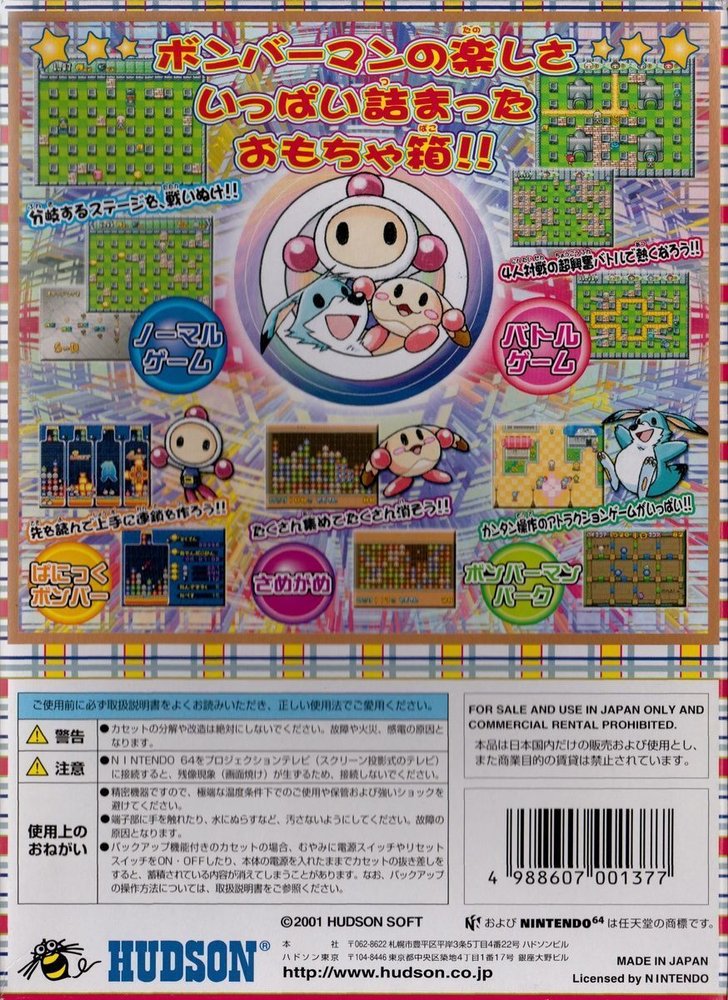 ボンバーマンの楽しさ
いっぱい詰まった
おもちゃ箱!!
分岐するステージを、戦いぬけ!!
4人対戦の超興奮バトルで熱くなろう!!
ノーマル
ゲーム
バトル
ゲーム
先を読んで上手に連鎖を作ろう!!
たくさん集めてたくさん消そう!!
カンタン操作のアトラクションゲームがいっぱい!!
ぱにっく
ボンバー
さめがめ
ボンバーマン
パーク
ご使用前に必ず取扱説明書をよくお読みいただき、正しい使用法でご愛用ください。
警告
●カセットの分解や改造は絶対にしないでください。故障や火災、感電の原因と
なります。
注意
●NINTENDO 64をプロジェクションテレビ(スクリーン投影式のテレビ)
に接続すると、残像現象(画面焼け)が生ずるため、接続しないでください。
使用上の
おねがい
●精密機器ですので、極端な温度条件下でのご使用や保管および強いショックを
避けてください。
●端子部に手を触れたり、水にぬらすなど、汚さないようにしてください。故障の
原因となります。
●バックアップ機能付きのカセットの場合、むやみに電源スイッチやリセット
スイッチをON・OFFしたり、本体の電源を入れたままでカセットの抜き差しをす
ると、蓄積されている内容が消えてしまうことがあります。なお、バックアップ
の操作方法については、取扱説明書をご参照ください。
FOR SALE AND USE IN JAPAN ONLY AND
COMMERCIAL RENTAL PROHIBITED.
本品は日本国内だけの販売および使用とし、
また商業目的の賃貸は禁止されています。
4 988607 001377
©2001 HUDSON SOFT
および NINTENDO64 は任天堂の商標です。
HUDSON®
本 社 〒062-8622 札幌市豊平区平岸3条5丁目4番22号 ハドソンビル
ハドソン東京 〒104-8446 東京都中央区築地4丁目1番17号 銀座大野ビル
http://www.hudson.co.jp
MADE IN JAPAN
Licensed by NINTENDO